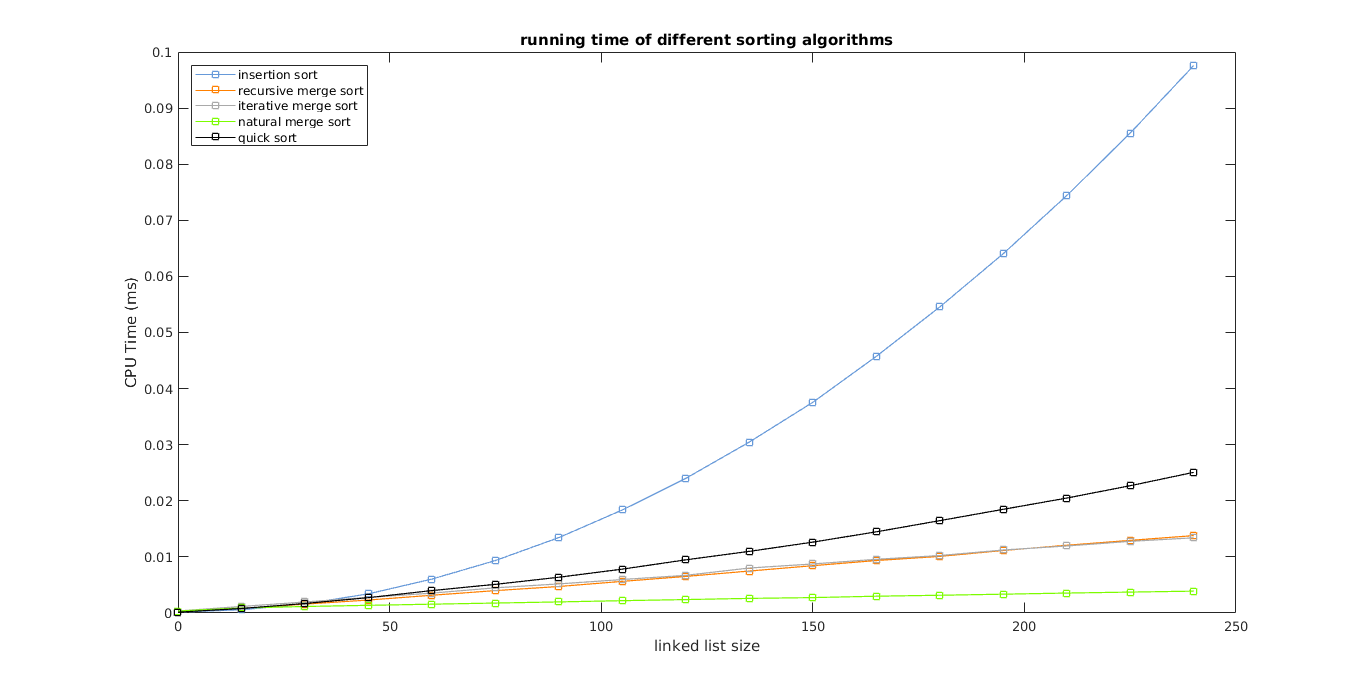 running time of different sorting algorithms
0.1
0.09
0.08
0.07
0.06
0.05
0.04
0.03
0.02
0.01
0
CPU Time (ms)
insertion sort
recursive merge sort
iterative merge sort
natural merge sort
quick sort
0 50 100 150 200 250
linked list size